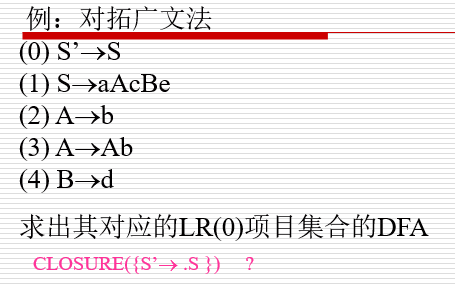 例：对拓广文法
(0) S’→S
(1) S→aAcBe
(2) A→b
(3) A→Ab
(4) B→d
求出其对应的LR(0)项目集合的DFA
CLOSURE({S’→ .S }) ?